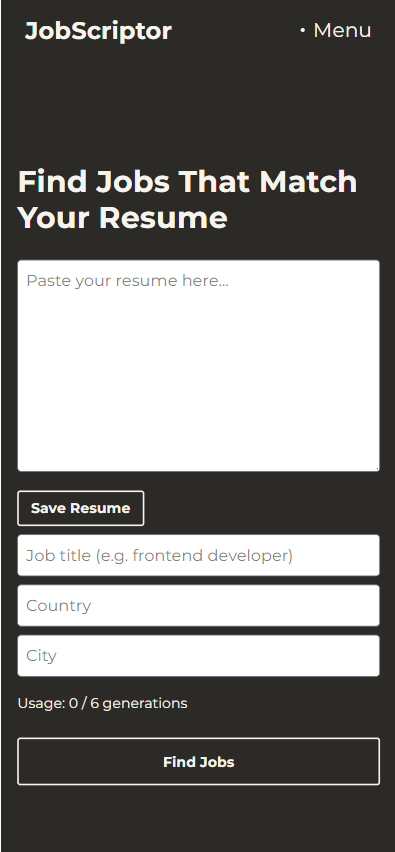 JobScriptor
• Menu
Find Jobs That Match
Your Resume
Paste your resume here...
Save Resume
Job title (e.g. frontend developer)
Country
City
Usage: 0 / 6 generations
Find Jobs